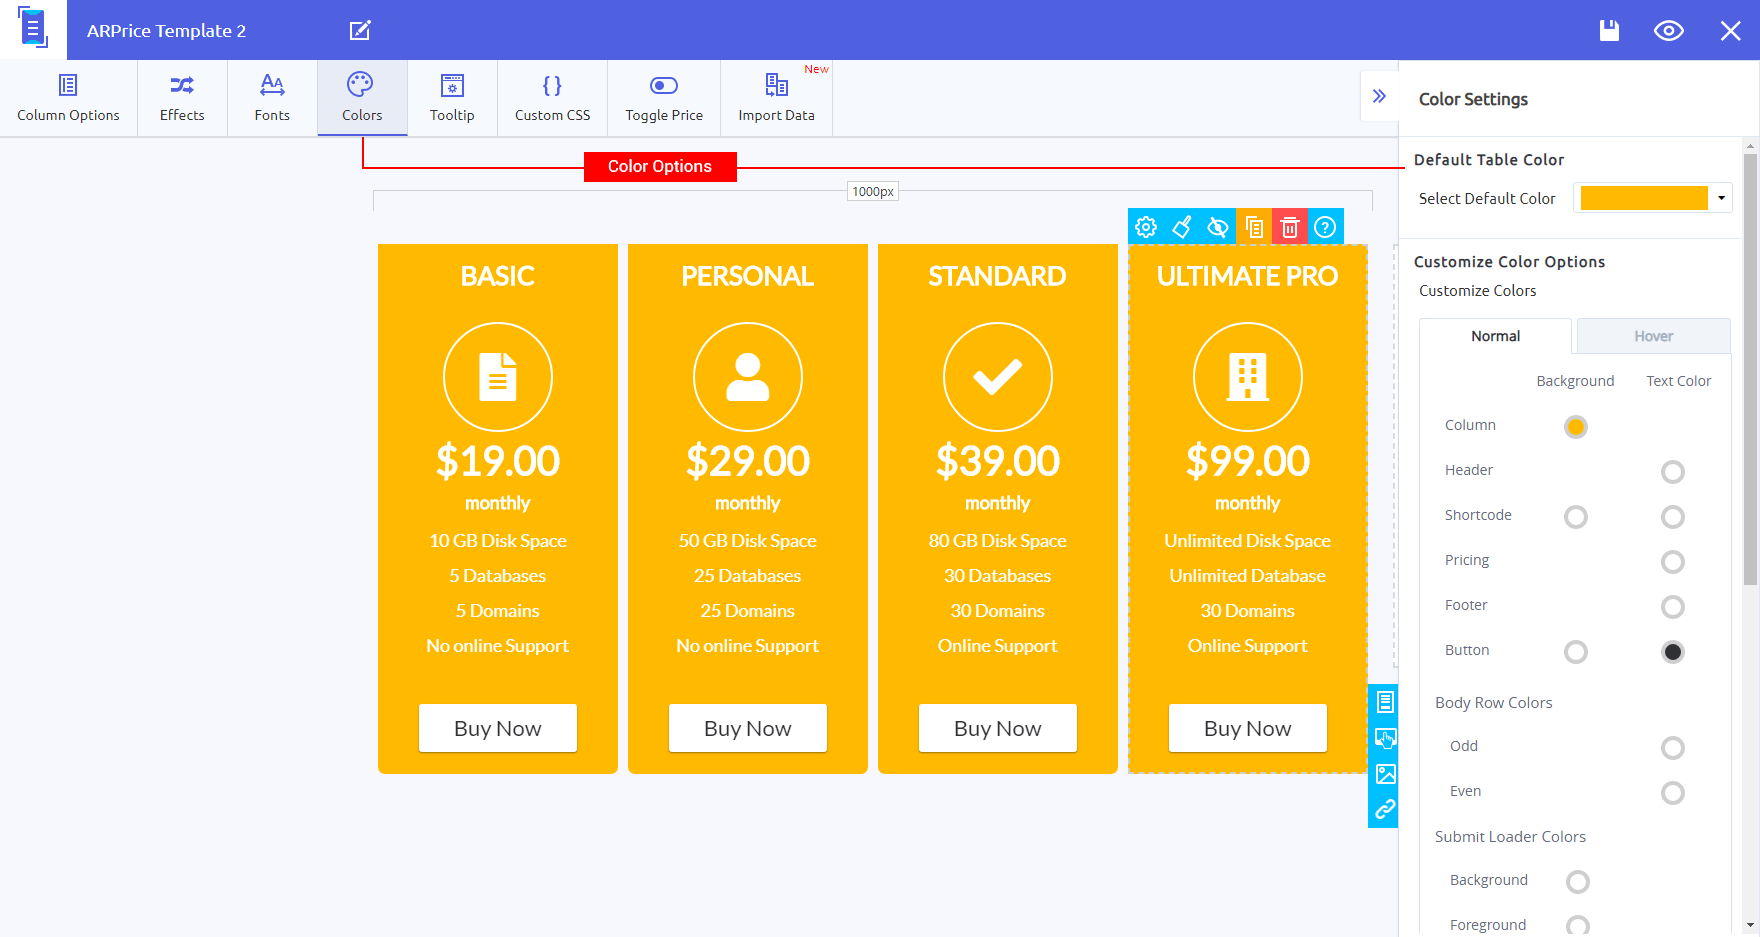 ARPrice Template 2
Column Options
Effects
Fonts
Colors
Tooltip
Custom CSS
Toggle Price
Import Data
New
Color Options
1000px
BASIC
$19.00
monthly
10 GB Disk Space
5 Databases
5 Domains
No online Support
Buy Now
PERSONAL
$29.00
monthly
50 GB Disk Space
25 Databases
25 Domains
No online Support
Buy Now
STANDARD
$39.00
monthly
80 GB Disk Space
30 Databases
30 Domains
Online Support
Buy Now
ULTIMATE PRO
$99.00
monthly
Unlimited Disk Space
Unlimited Database
30 Domains
Online Support
Buy Now
Color Settings
Default Table Color
Select Default Color
Customize Color Options
Customize Colors
Normal Hover
Background Text Color
Column
Header
Shortcode
Pricing
Footer
Button
Body Row Colors
Odd
Even
Submit Loader Colors
Background
Foreground